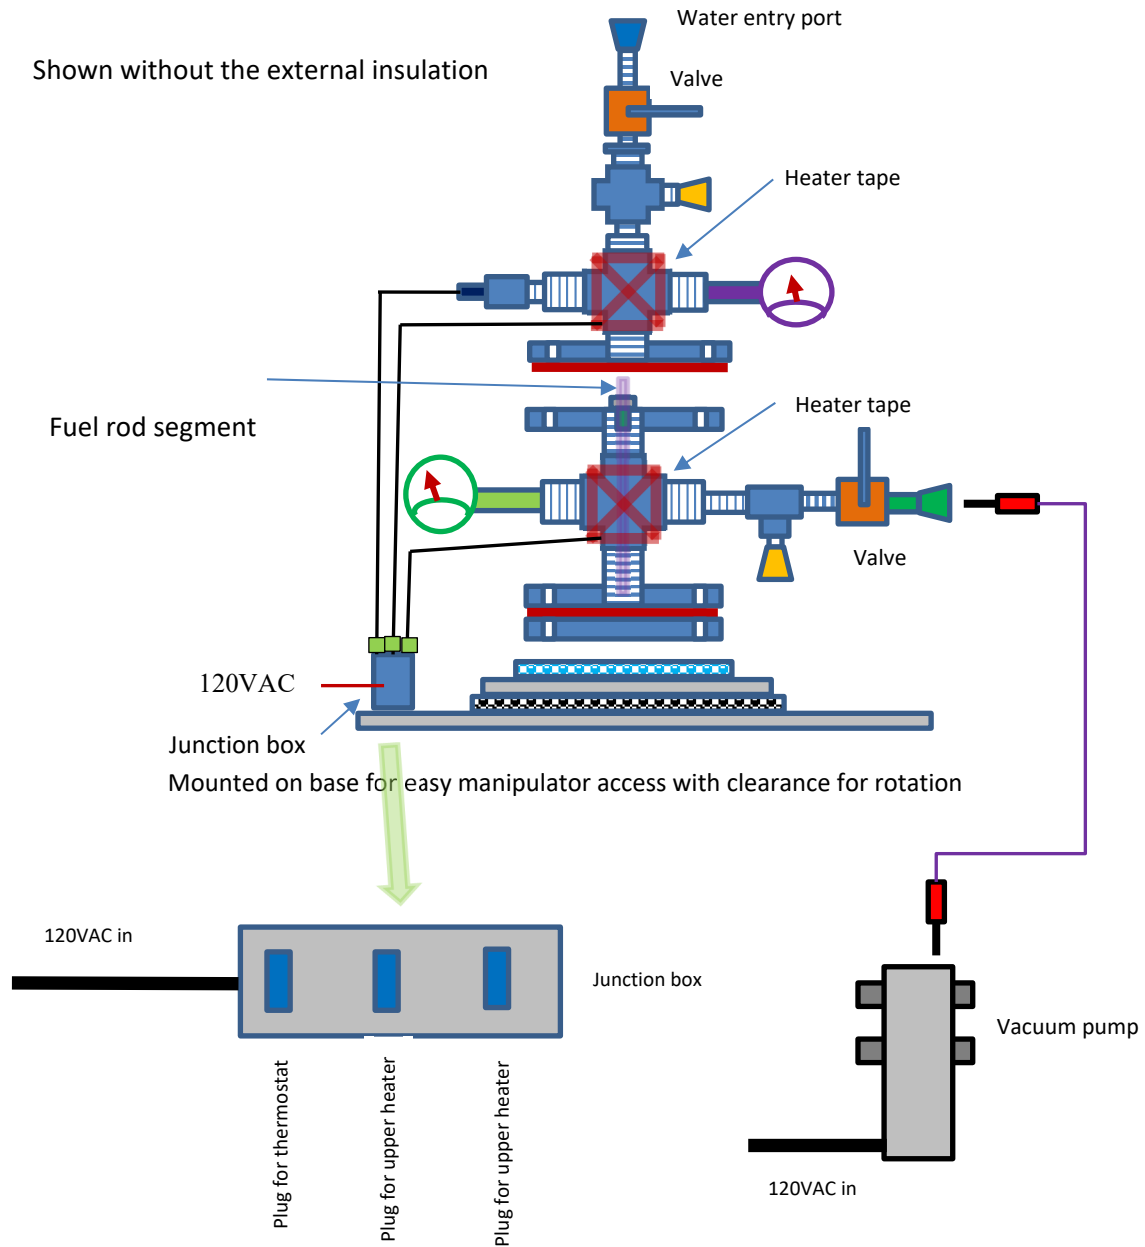 Water entry port
Shown without the external insulation
Valve
Heater tape
Heater tape
Fuel rod segment
Valve
120VAC
Junction box
Mounted on base for easy manipulator access with clearance for rotation
120VAC in
Junction box
Vacuum pump
Plug for thermostat
Plug for upper heater
Plug for upper heater
120VAC in